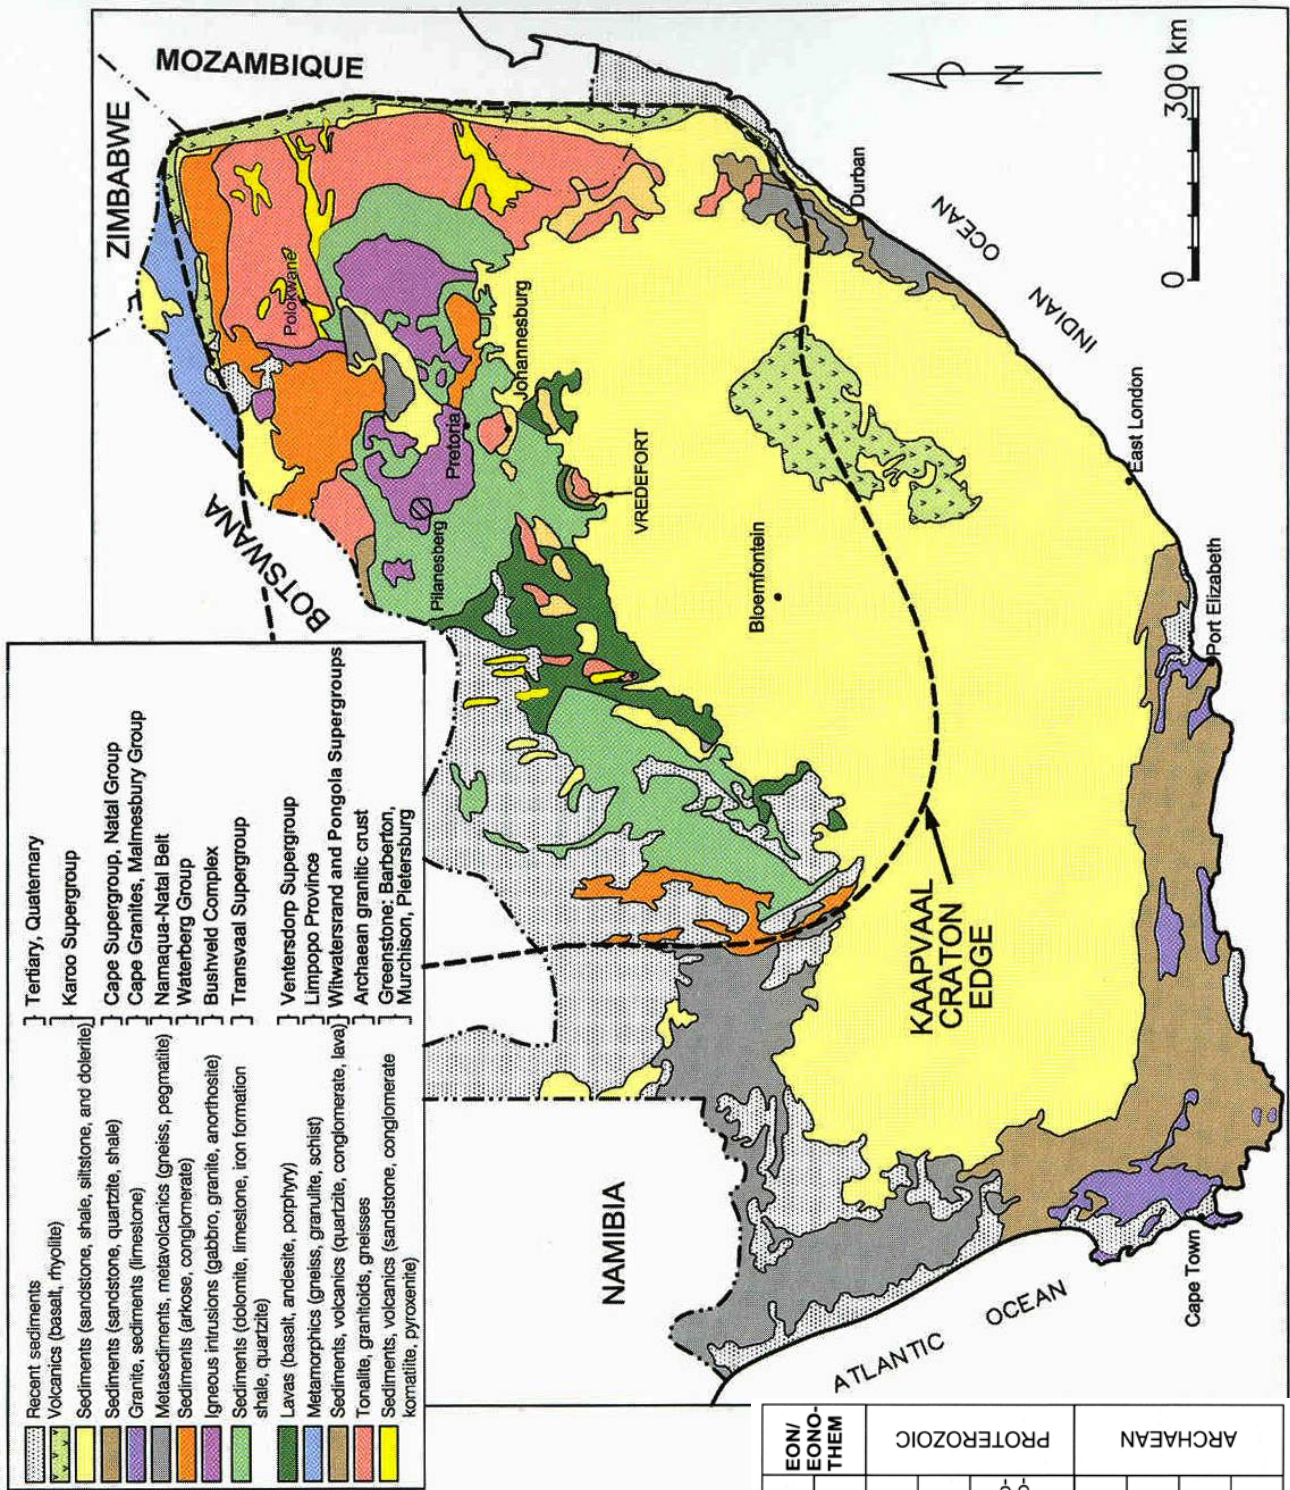 Recent sediments } Tertiary, Quaternary
Volcanics (basalt, rhyolite)
Sediments (sandstone, shale, siltstone, and dolerite) } Karoo Supergroup
Sediments (sandstone, quartzite, shale) } Cape Supergroup, Natal Group
Granite, sediments (limestone) } Cape Granites, Malmesbury Group
Metasediments, metavolcanics (gneiss, pegmatite) } Namaqua-Natal Belt
Sediments (arkose, conglomerate) } Waterberg Group
Igneous intrusions (gabbro, granite, anorthosite) } Bushveld Complex
Sediments (dolomite, limestone, iron formation } Transvaal Supergroup
shale, quartzite)
Lavas (basalt, andesite, porphyry) } Ventersdorp Supergroup
Metamorphics (gneiss, granulite, schist) } Limpopo Province
Sediments, volcanics (quartzite, conglomerate, lava) } Witwatersrand and Pongola Supergroups
Tonalite, granitoids, gneisses } Archaean granitic crust
Sediments, volcanics (sandstone, conglomerate } Greenstone: Barberton,
komatiite, pyroxenite) Murchison, Pietersburg
ZIMBABWE
MOZAMBIQUE
BOTSWANA
Polokwane
Pilanesberg
Pretoria
Johannesburg
VREDEFORT
NAMIBIA
Bloemfontein
Durban
KAAPVAAL
CRATON
EDGE
ATLANTIC OCEAN
INDIAN OCEAN
East London
Port Elizabeth
Cape Town
N
0 300 km
EON/
EONO-
THEM
PROTEROZOIC
ARCHAEAN